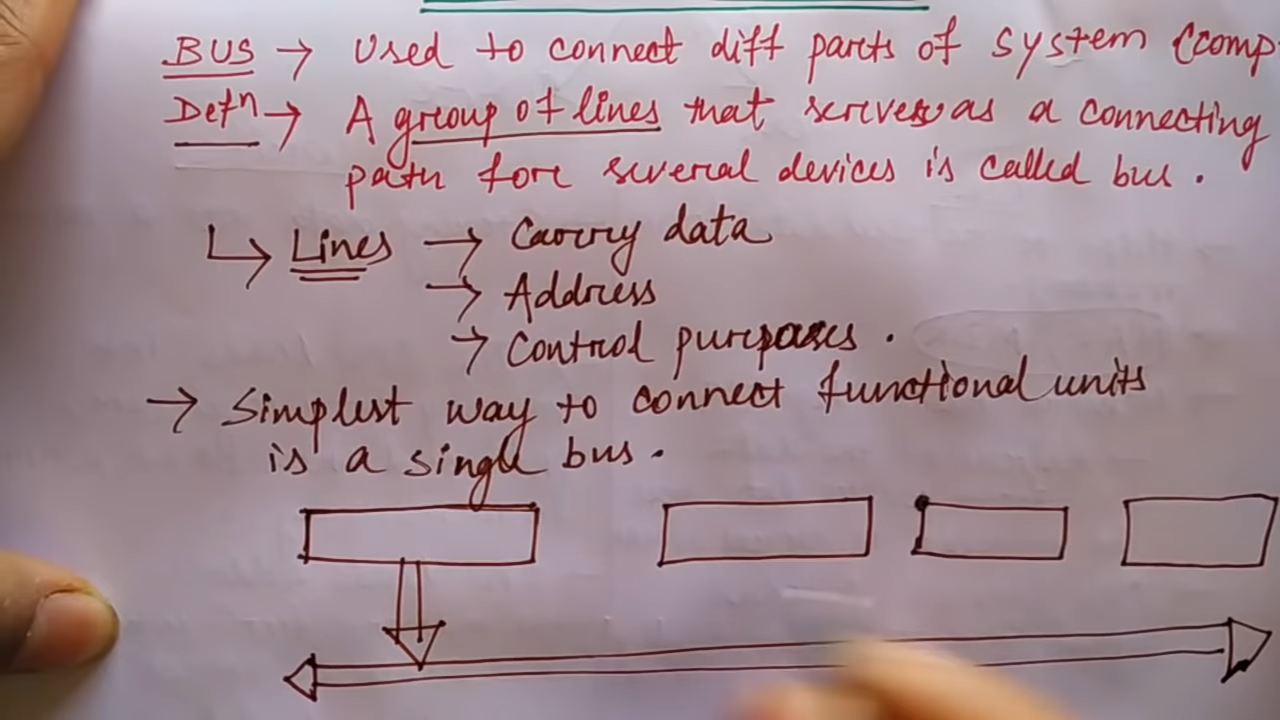 BUS → Used to connect diff parts of system (comp
Defn → A group of lines that serves as a connecting
path for several devices is called bus .
↳ Lines → Carry data
→ Address
→ Control purposes .
→ Simplest way to connect functional units
is a single bus .